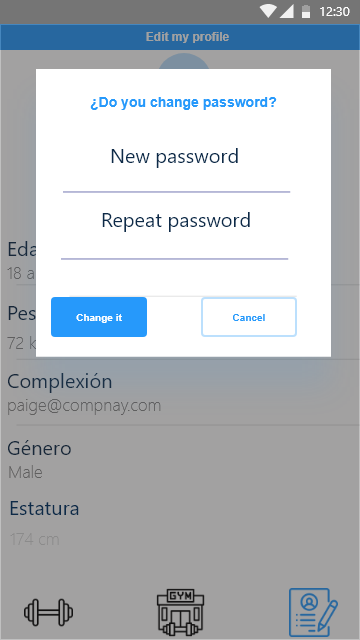 12:30
Edit my profile
¿Do you change password?
New password
Repeat password
Eda
18 a
Change it
Cancel
Pes
72 k
Complexión
paige@compnay.com
Género
Male
Estatura
174 cm
GYM